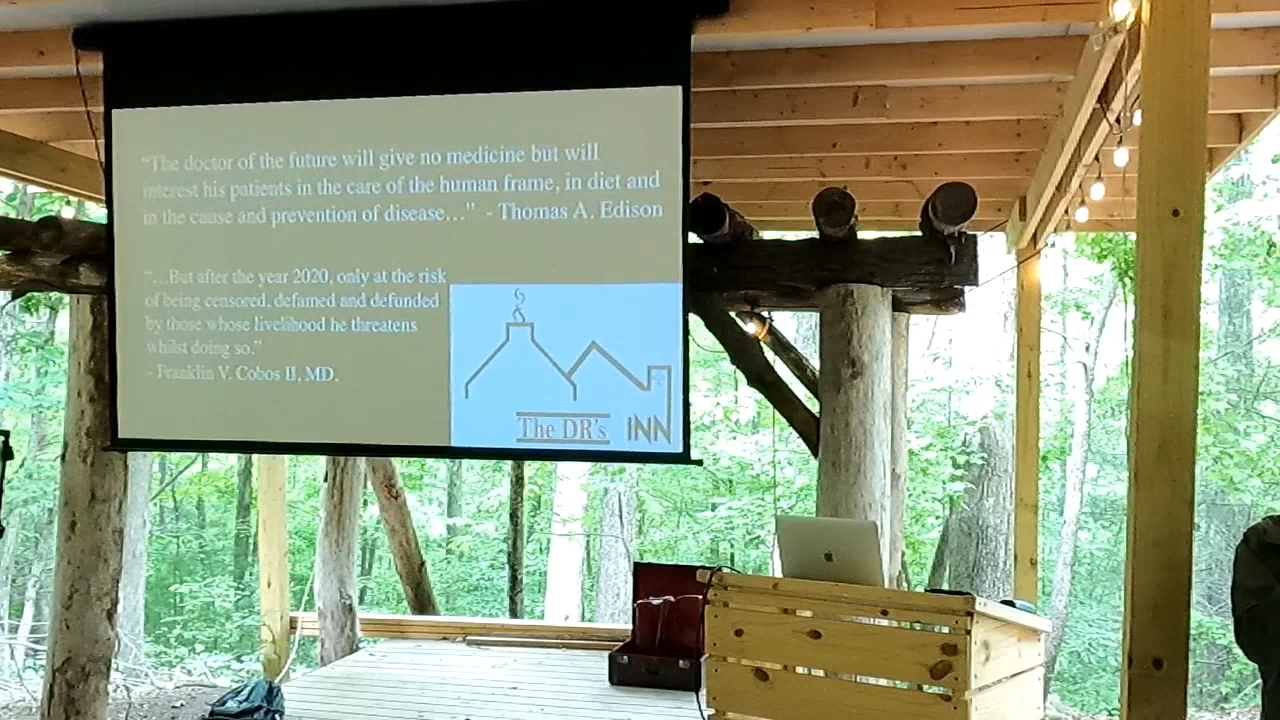 "The doctor of the future will give no medicine but will
interest his patients in the care of the human frame, in diet and
in the cause and prevention of disease…" - Thomas A. Edison
"…But after the year 2020, only at the risk
of being censored, defamed and defunded
by those whose livelihood he threatens
whilst doing so."
- Franklin V. Cobos II, MD.
The DR's INN